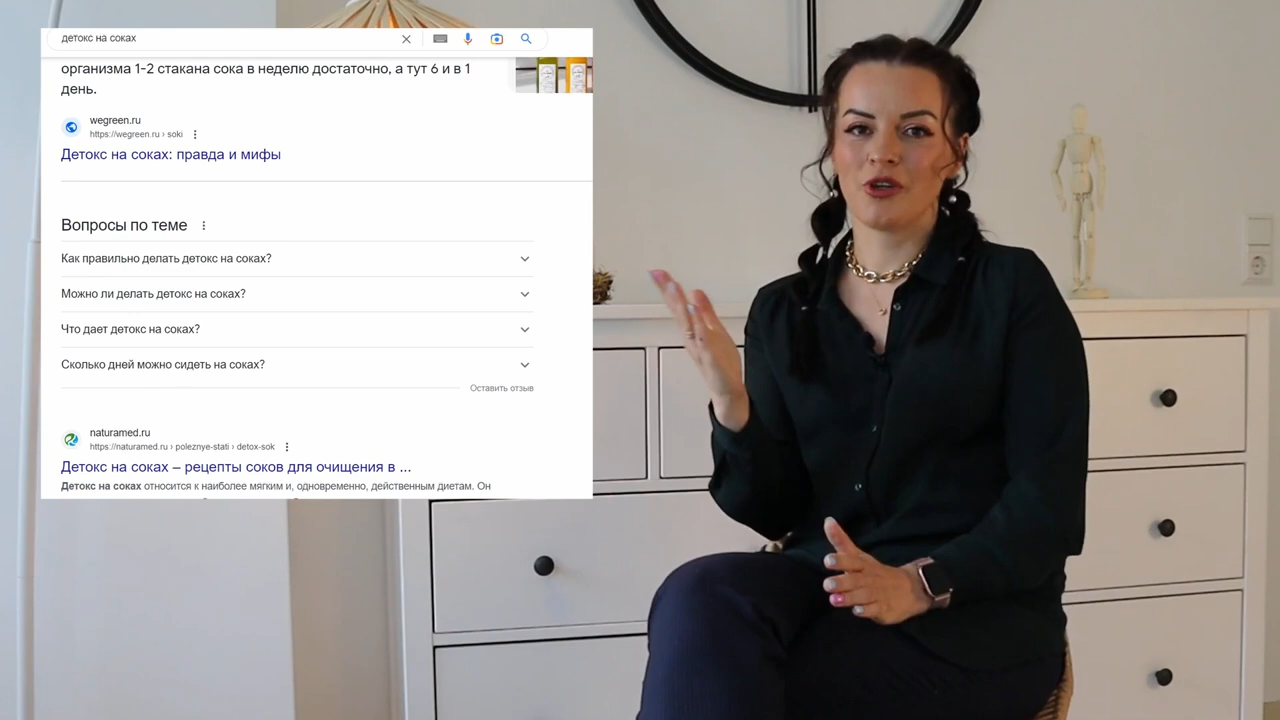 детокс на соках
организма 1-2 стакана сока в неделю достаточно, а тут 6 и в 1
день.
wegreen.ru
https://wegreen.ru › soki
Детокс на соках: правда и мифы
Вопросы по теме
Как правильно делать детокс на соках?
Можно ли делать детокс на соках?
Что дает детокс на соках?
Сколько дней можно сидеть на соках?
Оставить отзыв
naturamed.ru
https://naturamed.ru › poleznye-stati › detox-sok
Детокс на соках – рецепты соков для очищения в ...
Детокс на соках относится к наиболее мягким и, одновременно, действенным диетам. Он